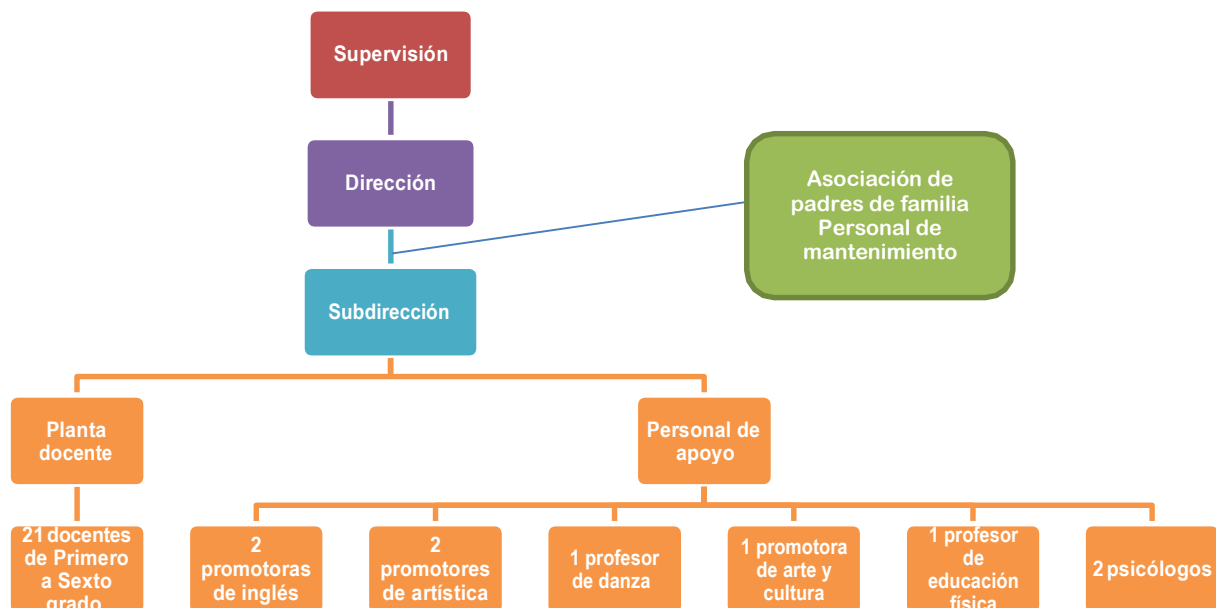 Supervisión
Dirección
Asociación de
padres de familia
Personal de
mantenimiento
Subdirección
Planta
docente
Personal de
apoyo
21 docentes
de Primero
a Sexto
grado
2
promotoras
de inglés
2
promotores
de artística
1 profesor
de danza
1 promotora
de arte y
cultura
1 profesor
de
educación
física
2 psicólogos